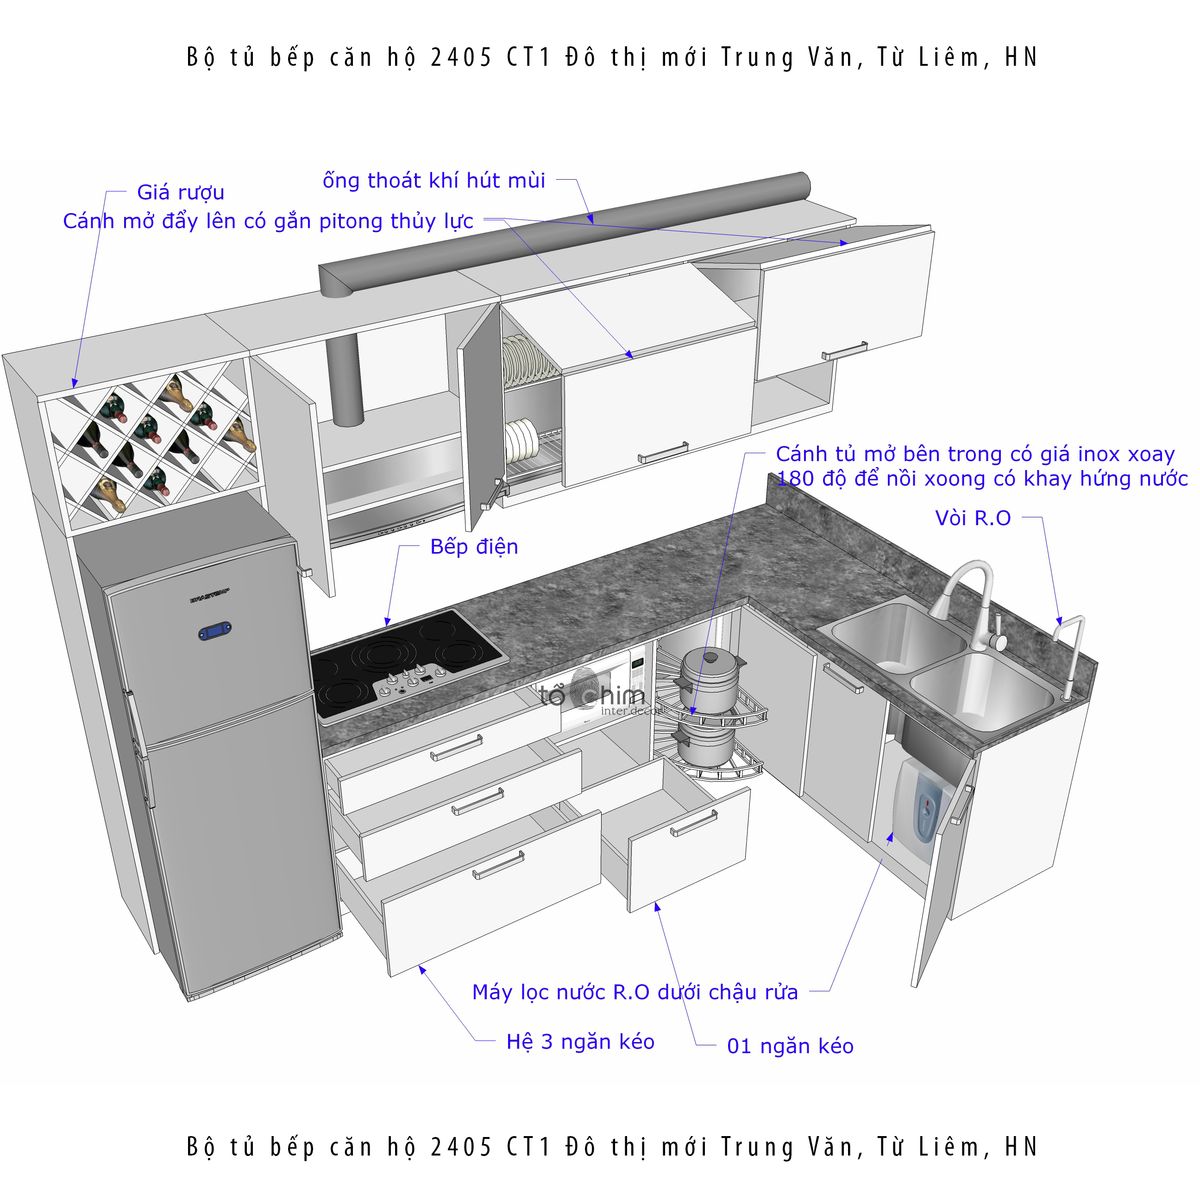 Bộ tủ bếp căn hộ 2405 CT1 Đô thị mới Trung Văn, Từ Liêm, HN
Giá rượu
ống thoát khí hút mùi
Cánh mở đẩy lên có gắn pitong thủy lực
Cánh tủ mở bên trong có giá inox xoay
180 độ để nồi xoong có khay hứng nước
Vòi R.O
Bếp điện
tổ chim
inter.decor
Máy lọc nước R.O dưới chậu rửa
Hệ 3 ngăn kéo
01 ngăn kéo
Bộ tủ bếp căn hộ 2405 CT1 Đô thị mới Trung Văn, Từ Liêm, HN